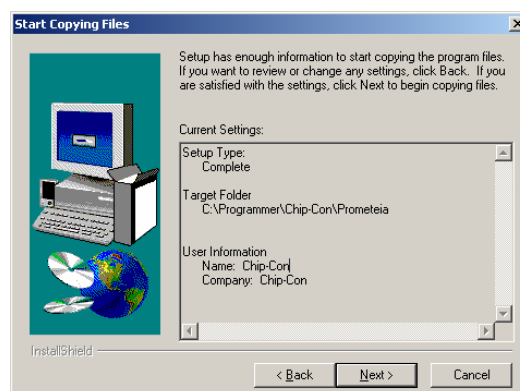 Start Copying Files
Setup has enough information to start copying the program files.
If you want to review or change any settings, click Back. If you
are satisfied with the settings, click Next to begin copying files.
Current Settings:
Setup Type:
Complete
Target Folder
C:\Programmer\Chip-Con\Prometeia
User Information
Name: Chip-Con
Company: Chip-Con
InstallShield
< Back
Next >
Cancel